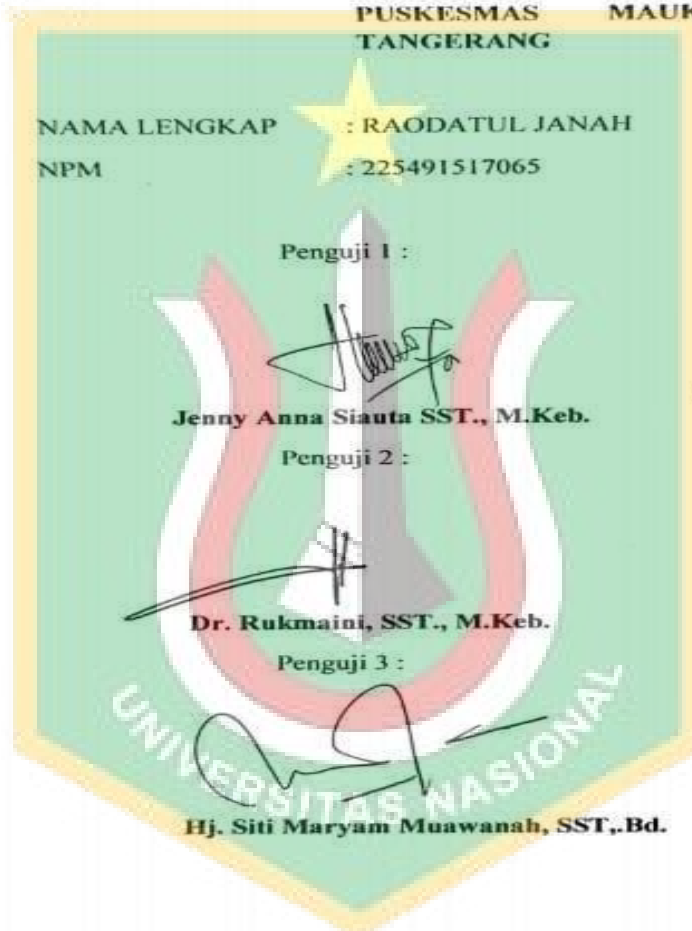 PUSKESMAS MAUK
TANGERANG
NAMA LENGKAP : RAODATUL JANAH
NPM : 225491517065
Penguji 1 :
Jenny Anna Siauta SST., M.Keb.
Penguji 2 :
Dr. Rukmaini, SST., M.Keb.
Penguji 3 :
Hj. Siti Maryam Muawanah, SST,.Bd.
UNIVERSITAS NASIONAL